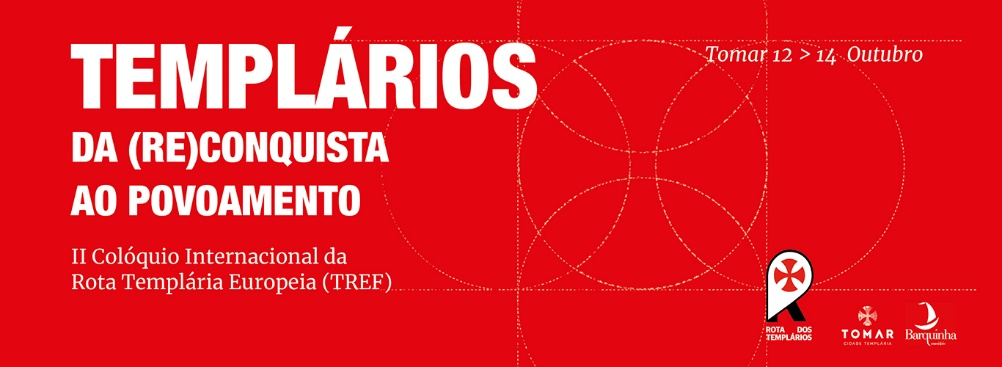 TEMPLÁRIOS
Tomar 12 > 14 Outubro
DA (RE)CONQUISTA
AO POVOAMENTO
II Colóquio Internacional da
Rota Templária Europeia (TREF)
ROTA DOS
TEMPLÁRIOS
TOMAR
CIDADE TEMPLÁRIA
Barquinha